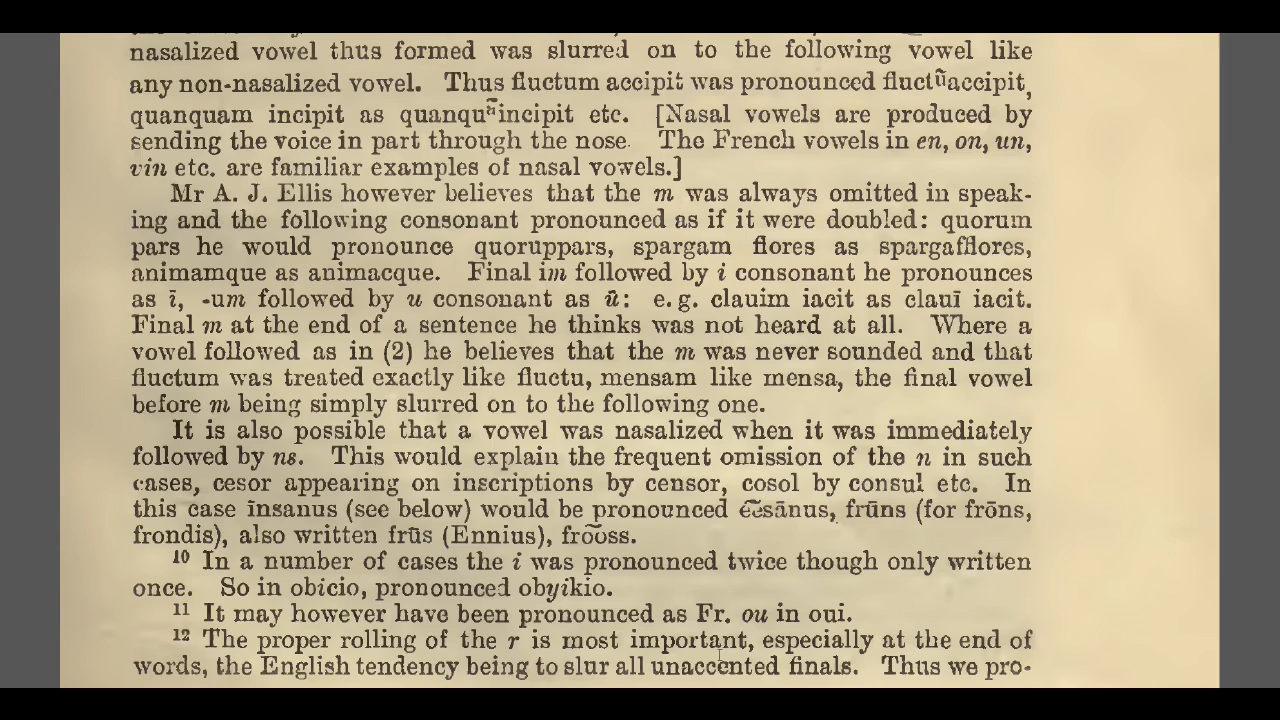 nasalized vowel thus formed was slurred on to the following vowel like
any non-nasalized vowel. Thus fluctum accipit was pronounced fluctũaccipit,
quanquam incipit as incipit etc. [Nasal vowels are produced by
sending the voice in part through the nose. The French vowels in en, on, un,
vin etc. are familiar examples of nasal vowels.]
Mr A. J. Ellis however believes that the m was always omitted in speak-
ing and the following consonant pronounced as if it were doubled: quorum
pars he would pronounce quoruppars, spargam flores as spargafflores,
animamque as animacque. Final im followed by i consonant he pronounces
as ī, -um followed by u consonant as ū: e. g. clauim iacit as clauī iacit.
Final m at the end of a sentence he thinks was not heard at all. Where a
vowel followed as in (2) he believes that the m was never sounded and that
fluctum was treated exactly like fluctu, mensam like mensa, the final vowel
before m being simply slurred on to the following one.
It is also possible that a vowel was nasalized when it was immediately
followed by ns. This would explain the frequent omission of the n in such
cases, cesor appearing on inscriptions by censor, cosol by consul etc. In
this case īnsanus (see below) would be pronounced frūns (for frōns,
frondis), also written frūs (Ennius), frõõss.
10 In a number of cases the i was pronounced twice though only written
once. So in obicio, pronounced obyikio.
11 It may however have been pronounced as Fr. ou in oui.
12 The proper rolling of the r is most important, especially at the end of
words, the English tendency being to slur all unaccented finals. Thus we pro-